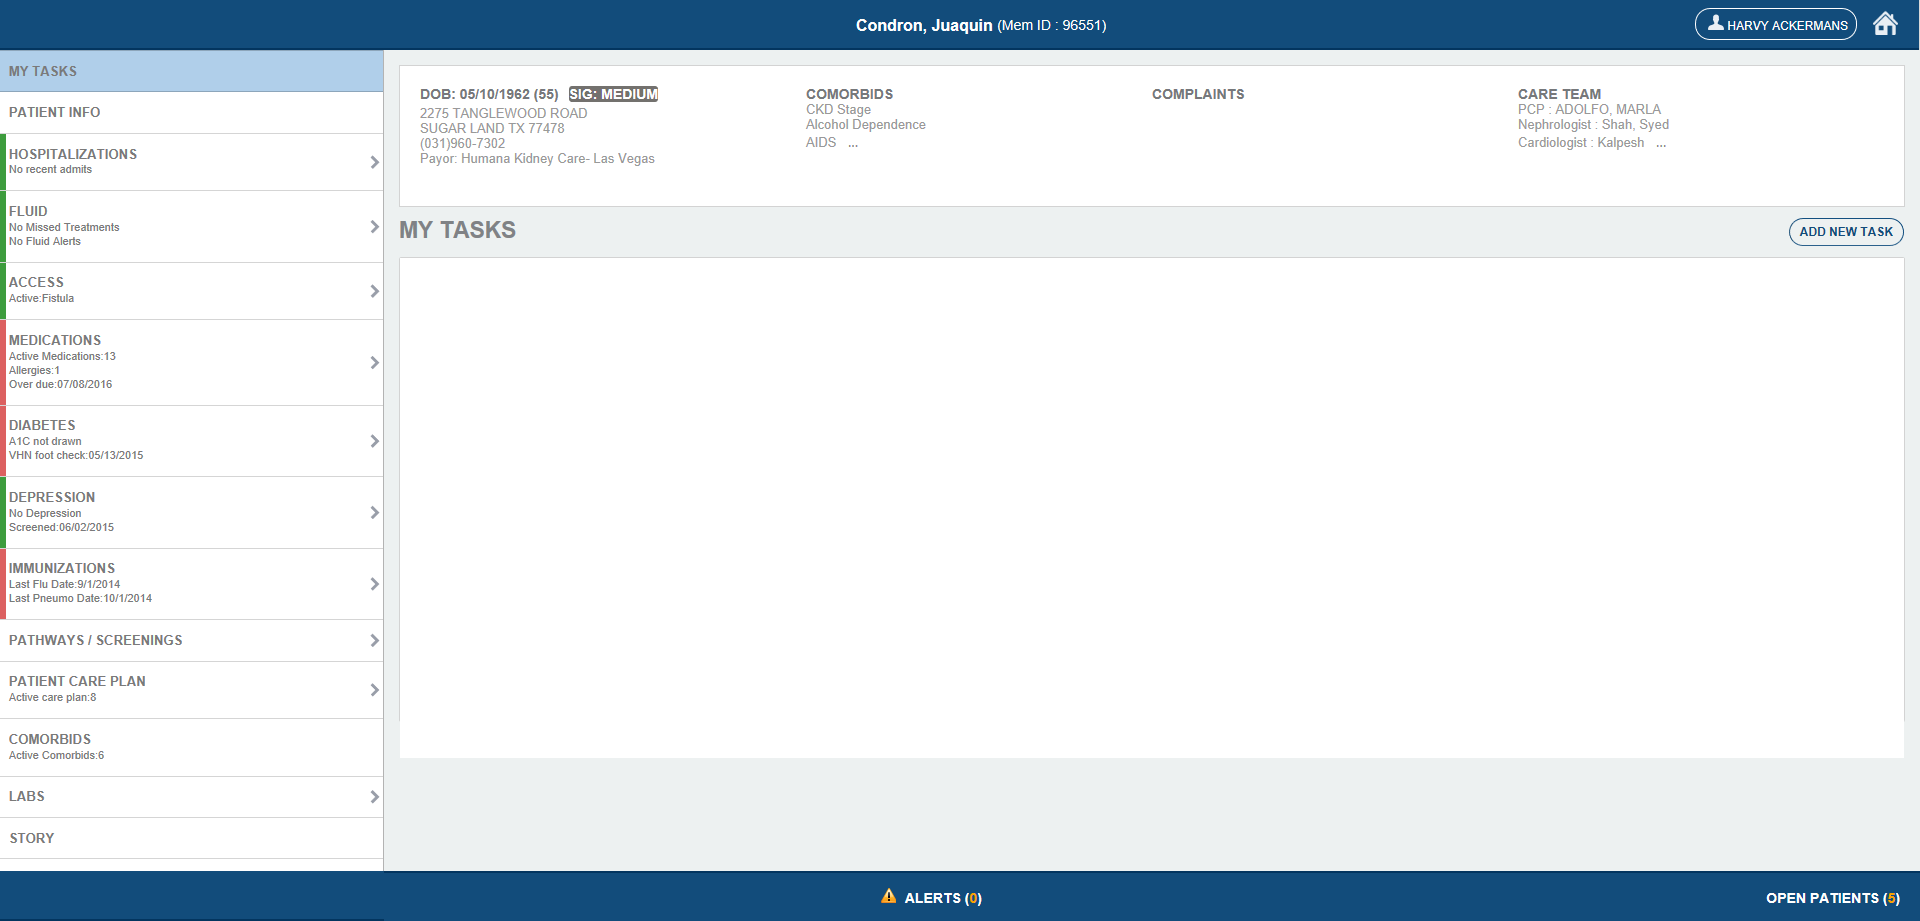 Condron, Juaquin (Mem ID : 96551)
HARVY ACKERMANS
MY TASKS
PATIENT INFO
HOSPITALIZATIONS
No recent admits
FLUID
No Missed Treatments
No Fluid Alerts
ACCESS
Active:Fistula
MEDICATIONS
Active Medications:13
Allergies:1
Over due:07/08/2016
DIABETES
A1C not drawn
VHN foot check:05/13/2015
DEPRESSION
No Depression
Screened:06/02/2015
IMMUNIZATIONS
Last Flu Date:9/1/2014
Last Pneumo Date:10/1/2014
PATHWAYS / SCREENINGS
PATIENT CARE PLAN
Active care plan:8
COMORBIDS
Active Comorbids:6
LABS
STORY
DOB: 05/10/1962 (55) SIG: MEDIUM
2275 TANGLEWOOD ROAD
SUGAR LAND TX 77478
(031)960-7302
Payor: Humana Kidney Care- Las Vegas
COMORBIDS
CKD Stage
Alcohol Dependence
AIDS ...
COMPLAINTS
CARE TEAM
PCP : ADOLFO, MARLA
Nephrologist : Shah, Syed
Cardiologist : Kalpesh ...
MY TASKS
ADD NEW TASK
ALERTS (0)
OPEN PATIENTS (5)